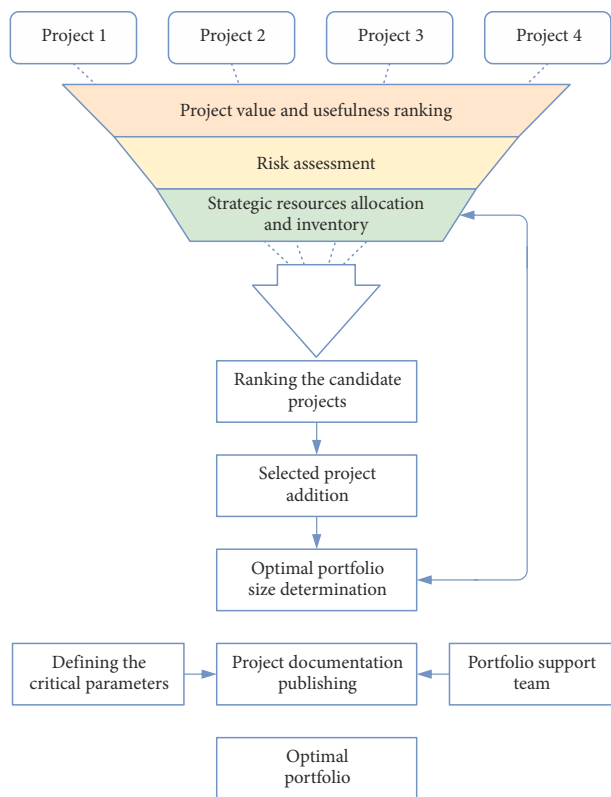 Project 1
Project 2
Project 3
Project 4
Project value and usefulness ranking
Risk assessment
Strategic resources allocation
and inventory
Ranking the candidate
projects
Selected project
addition
Optimal portfolio
size determination
Defining the
critical parameters
Project documentation
publishing
Portfolio support
team
Optimal
portfolio